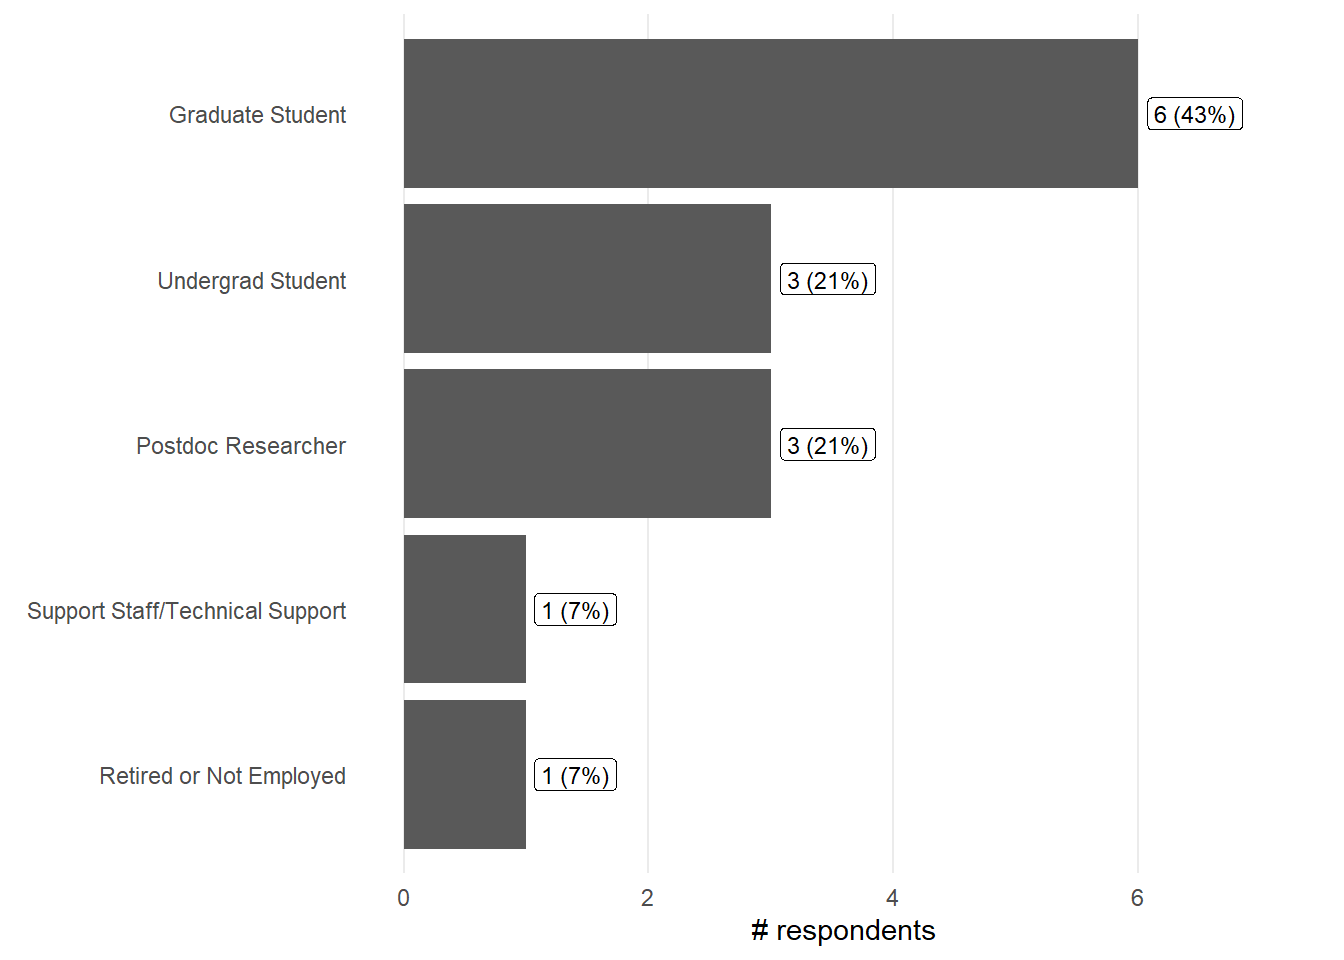 Graduate Student
6 (43%)
Undergrad Student
3 (21%)
Postdoc Researcher
3 (21%)
Support Staff/Technical Support
1 (7%)
Retired or Not Employed
1 (7%)
0
2
4
6
# respondents